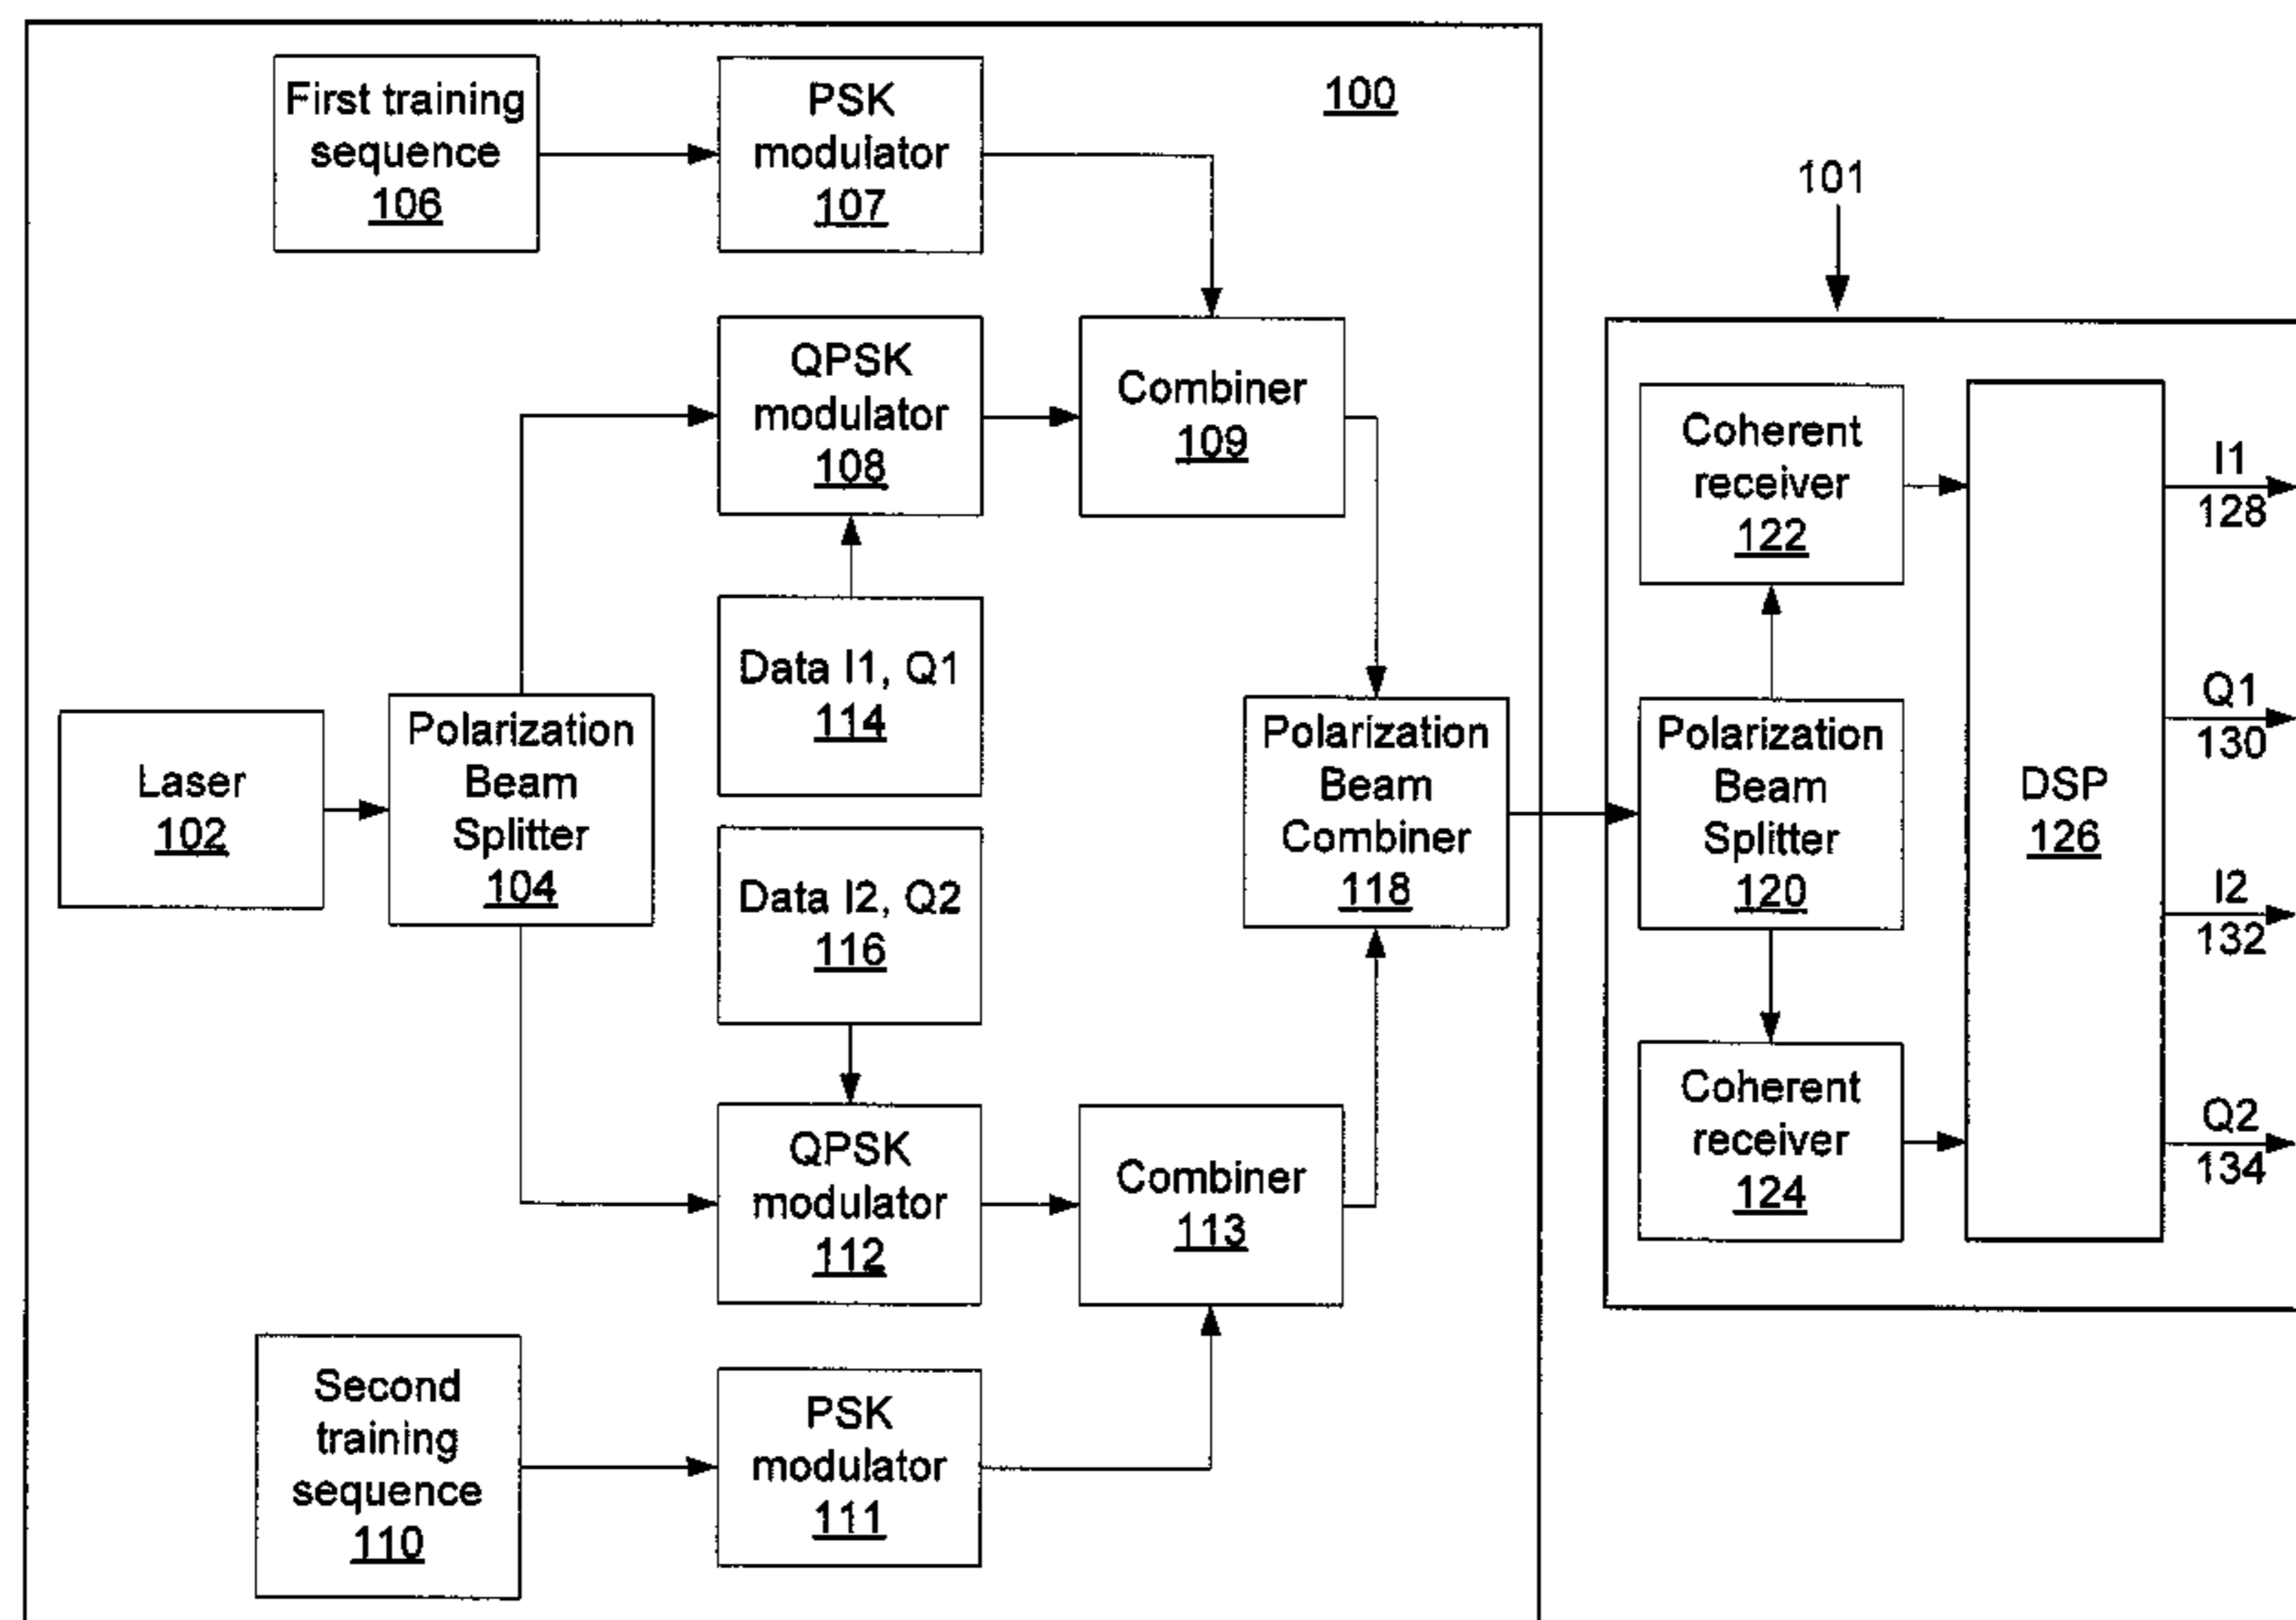 100
First training
sequence
106
PSK
modulator
107
101
QPSK
modulator
108
Combiner
109
Data I1, Q1
114
Laser
102
Polarization
Beam
Splitter
104
Data I2, Q2
116
Polarization
Beam
Combiner
118
QPSK
modulator
112
Combiner
113
Second
training
sequence
110
PSK
modulator
111
Coherent
receiver
122
Polarization
Beam
Splitter
120
Coherent
receiver
124
DSP
126
I1
128
Q1
130
I2
132
Q2
134